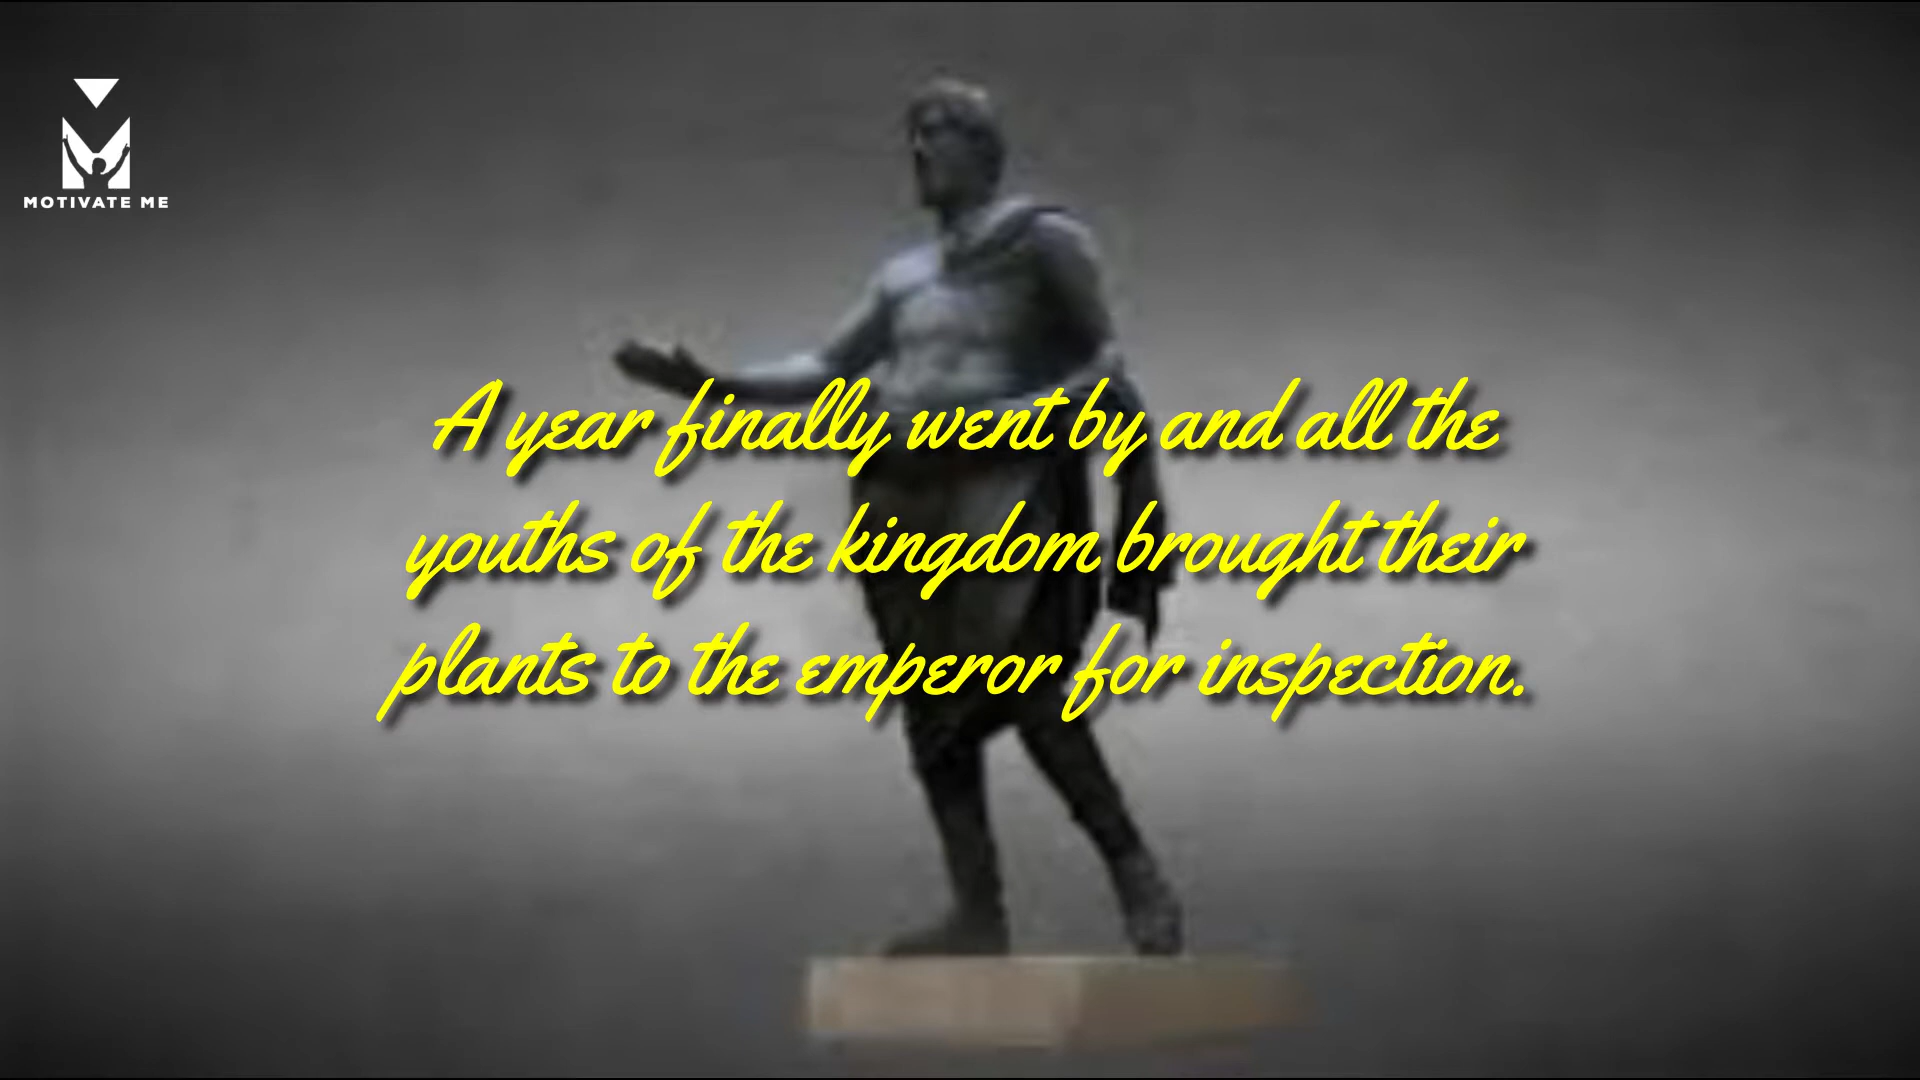 MOTIVATE ME
A year finally went by and all the
youths of the kingdom brought their
plants to the emperor for inspection.